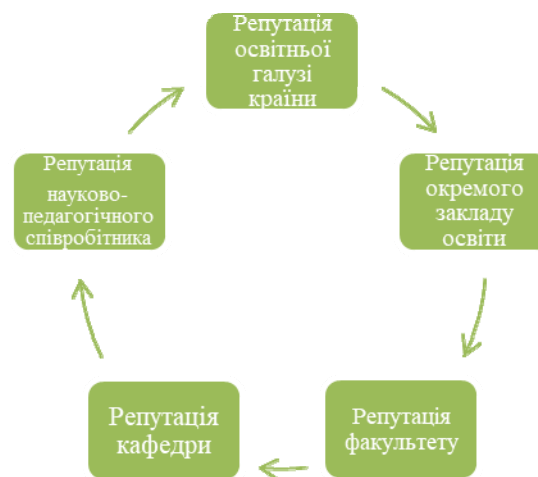 Репутація
освітньої
галузі
країни
Репутація
окремого
закладу
освіти
Репутація
факультету
Репутація
кафедри
Репутація
науково-
педагогічного
співробітника